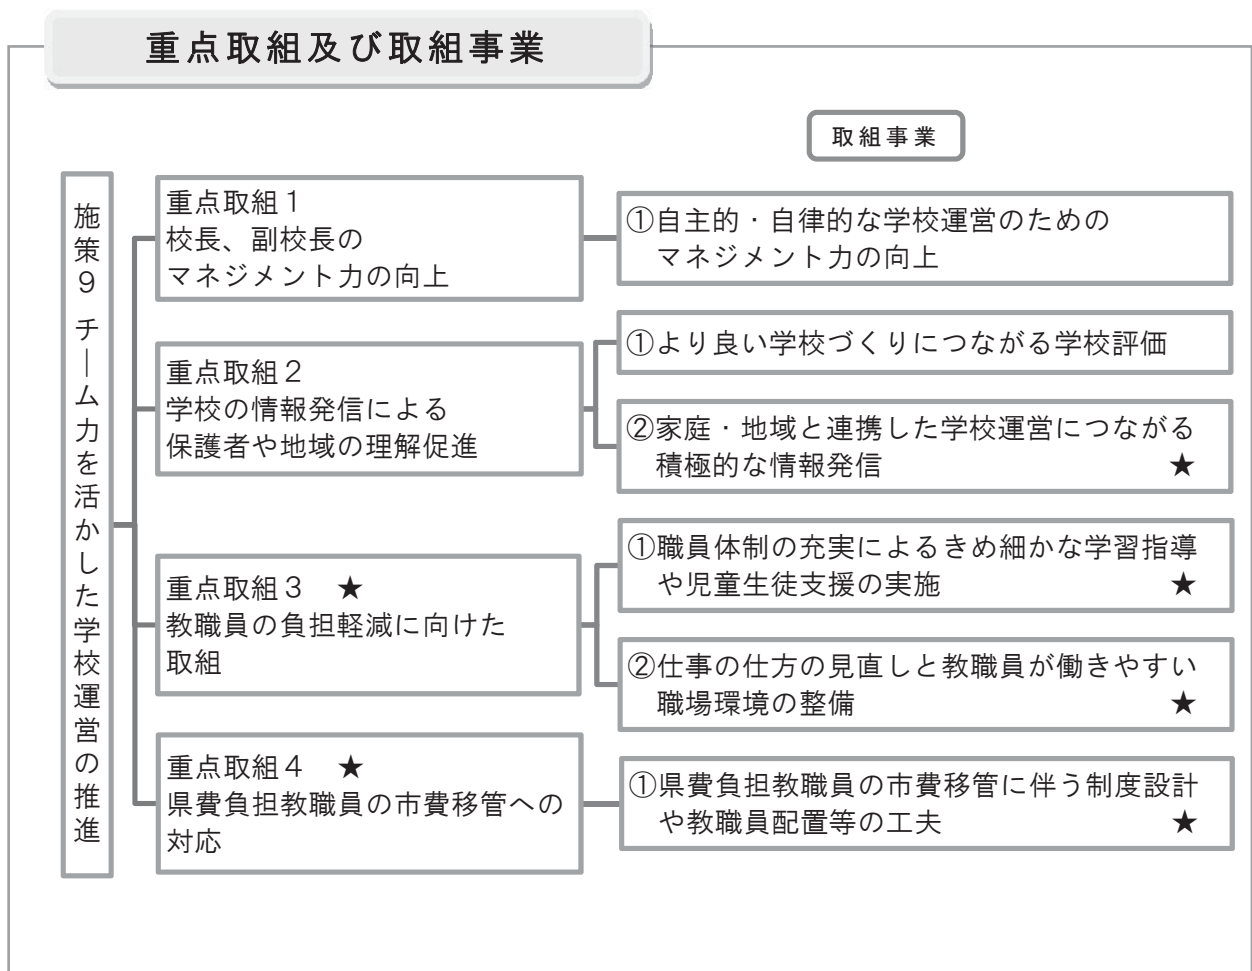 重点取組及び取組事業
取組事業
施策９ チーム力を活かした学校運営の推進
重点取組１
校長、副校長の
マネジメント力の向上
①自主的・自律的な学校運営のための
マネジメント力の向上
重点取組２
学校の情報発信による
保護者や地域の理解促進
①より良い学校づくりにつながる学校評価
②家庭・地域と連携した学校運営につながる
積極的な情報発信 ★
重点取組３ ★
教職員の負担軽減に向けた
取組
①職員体制の充実によるきめ細かな学習指導
や児童生徒支援の実施 ★
②仕事の仕方の見直しと教職員が働きやすい
職場環境の整備 ★
重点取組４ ★
県費負担教職員の市費移管への
対応
①県費負担教職員の市費移管に伴う制度設計
や教職員配置等の工夫 ★